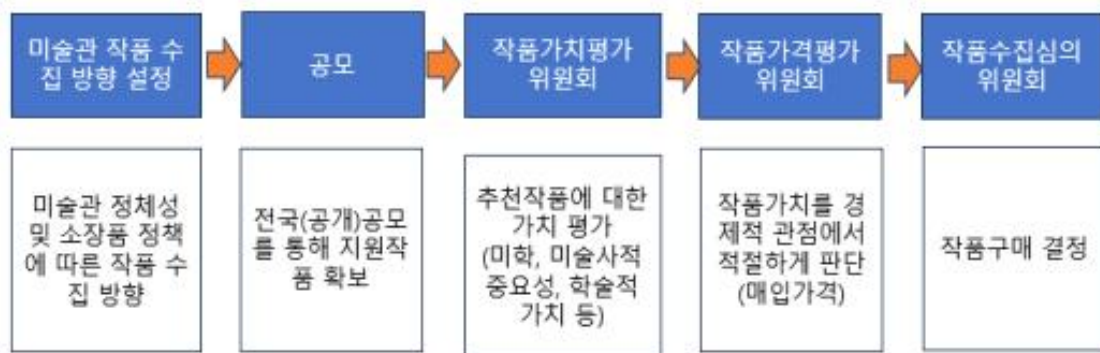 미술관 작품 수
집 방향 설정
공모
작품가치평가
위원회
작품가격평가
위원회
작품수집심의
위원회
미술관 정체성
및 소장품 정책
에 따른 작품 수
집 방향
전국(공개)공모
를 통해 지원작
품 확보
추천작품에 대한
가치 평가
(미학, 미술사적
중요성, 학술적
가치 등)
작품가치를 경
제적 관점에서
적절하게 판단
(매입가격)
작품구매 결정